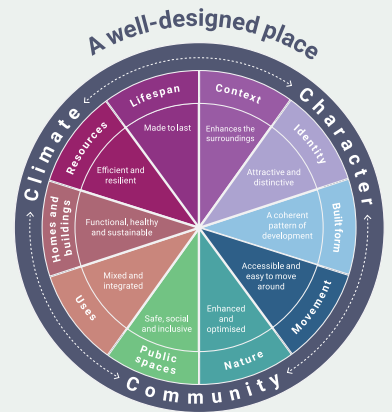 A well-designed place
Climate
Character
Community
Context
Enhances the
surroundings
Identity
Attractive and
distinctive
Built form
A coherent
pattern of
development
Movement
Accessible and
easy to move
around
Nature
Enhanced
and
optimised
Public
spaces
Safe, social
and inclusive
Uses
Mixed and
integrated
Homes and
buildings
Functional, healthy
and sustainable
Resources
Efficient and
resilient
Lifespan
Made to last